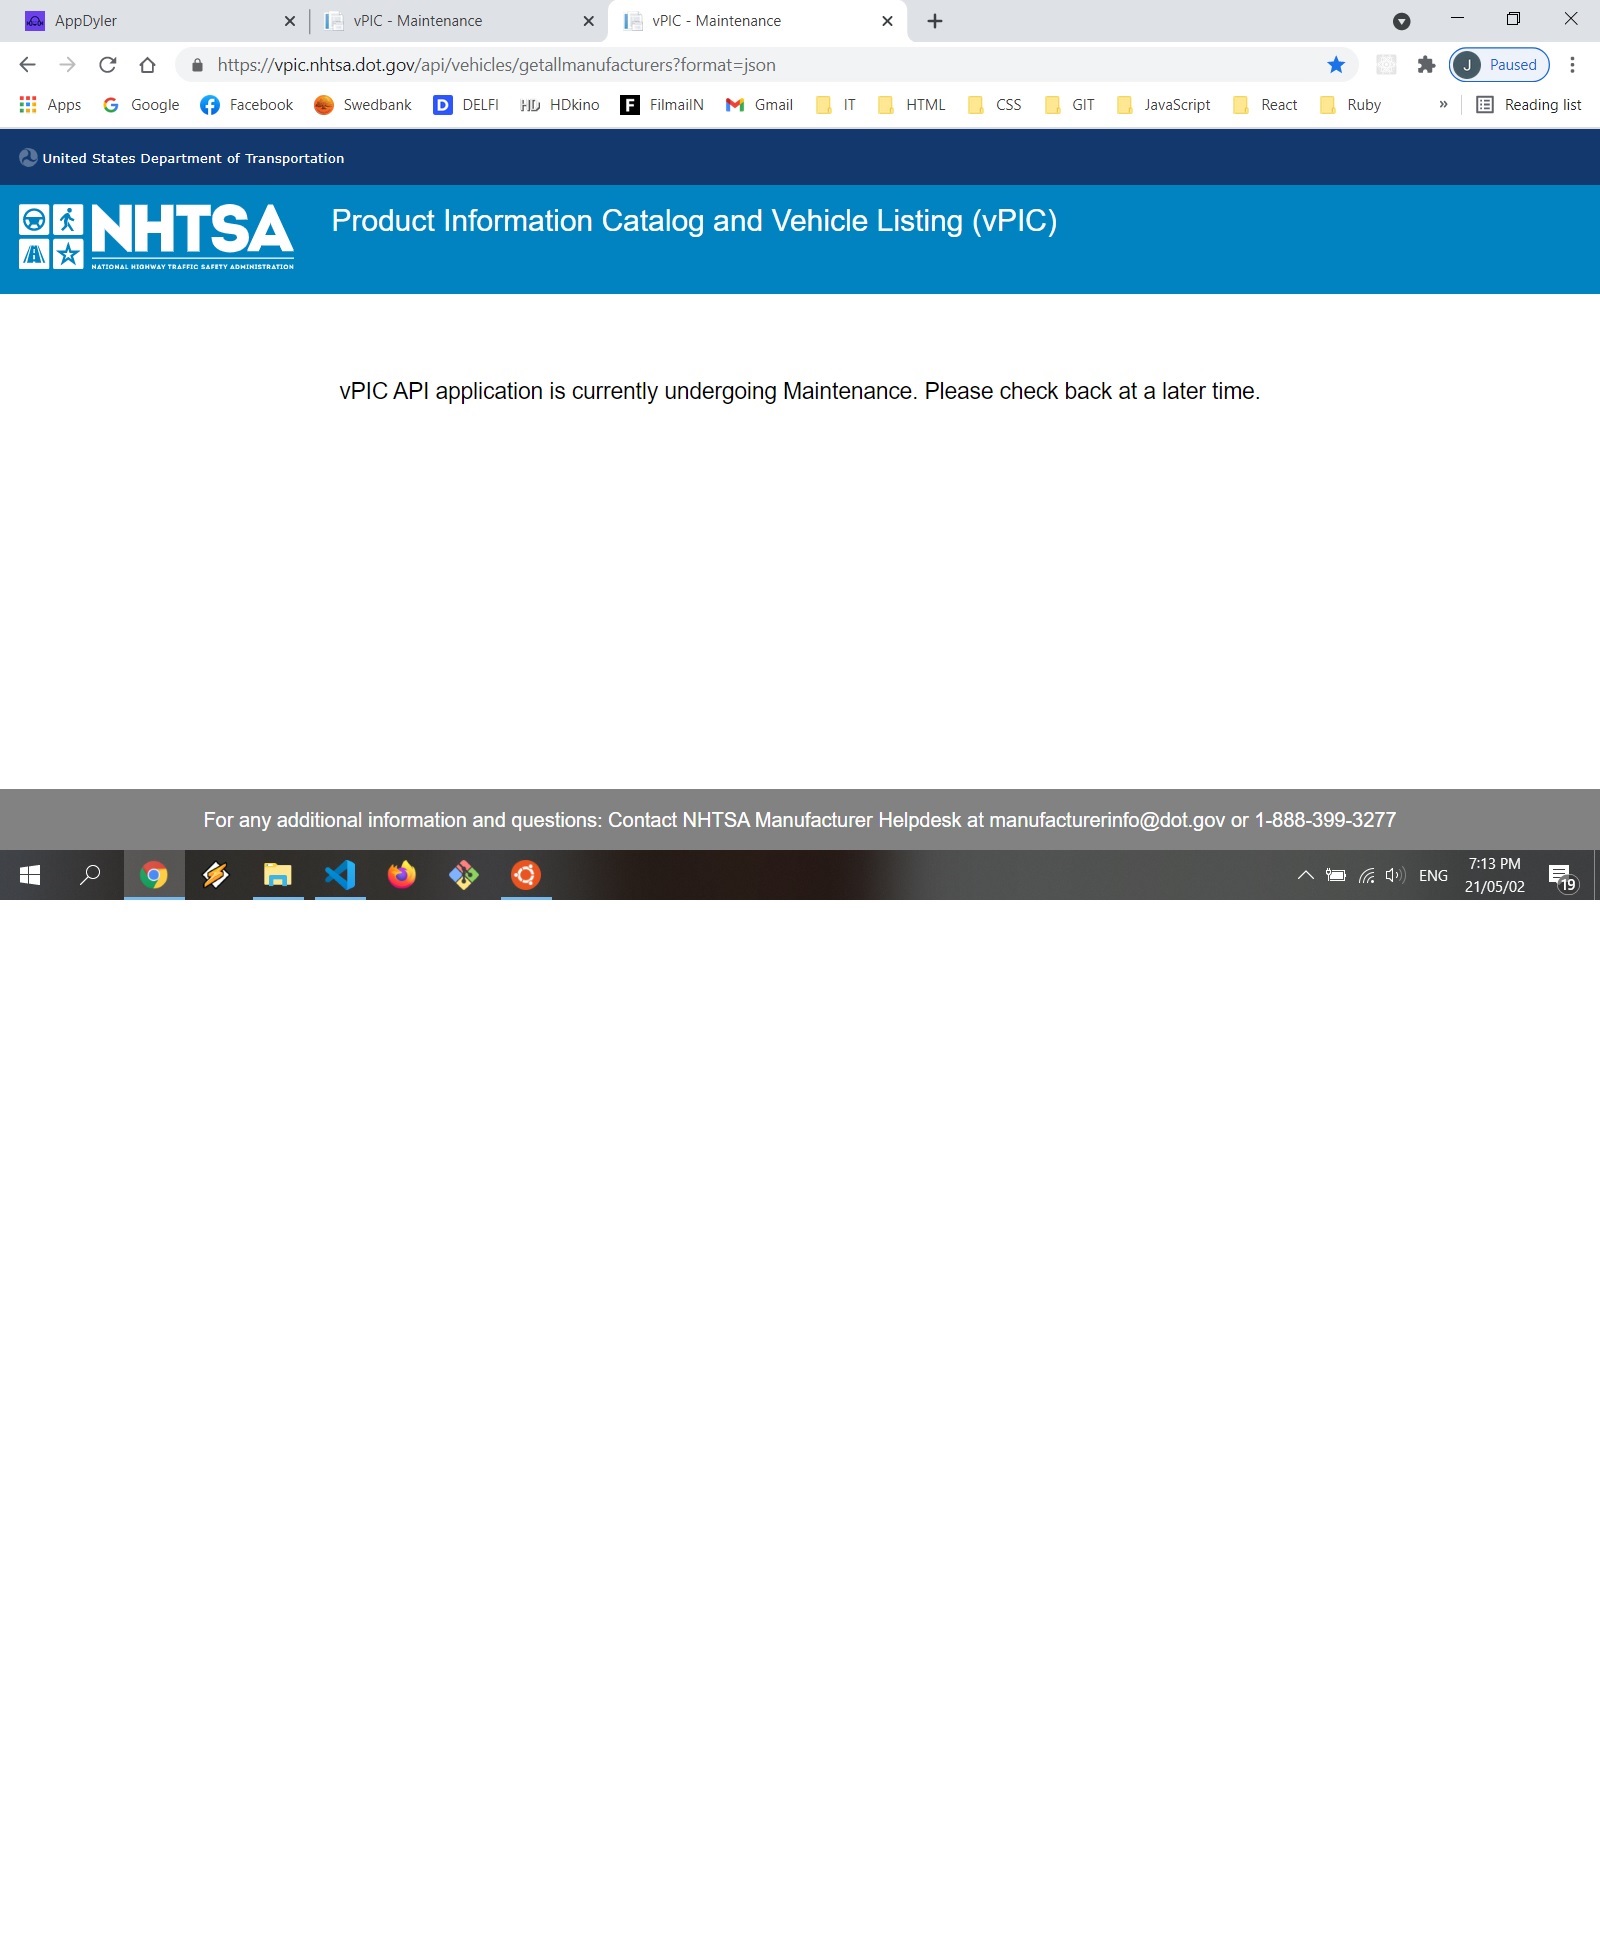 AppDyler
vPIC - Maintenance
vPIC - Maintenance
https://vpic.nhtsa.dot.gov/api/vehicles/getallmanufacturers?format=json
J Paused
Apps Google Facebook Swedbank D DELFI HD HDkino F FilmaiIN Gmail IT HTML CSS GIT JavaScript React Ruby » Reading list
United States Department of Transportation
NHTSA
NATIONAL HIGHWAY TRAFFIC SAFETY ADMINISTRATION
Product Information Catalog and Vehicle Listing (vPIC)
vPIC API application is currently undergoing Maintenance. Please check back at a later time.
For any additional information and questions: Contact NHTSA Manufacturer Helpdesk at manufacturerinfo@dot.gov or 1-888-399-3277
ENG
7:13 PM
21/05/02
19